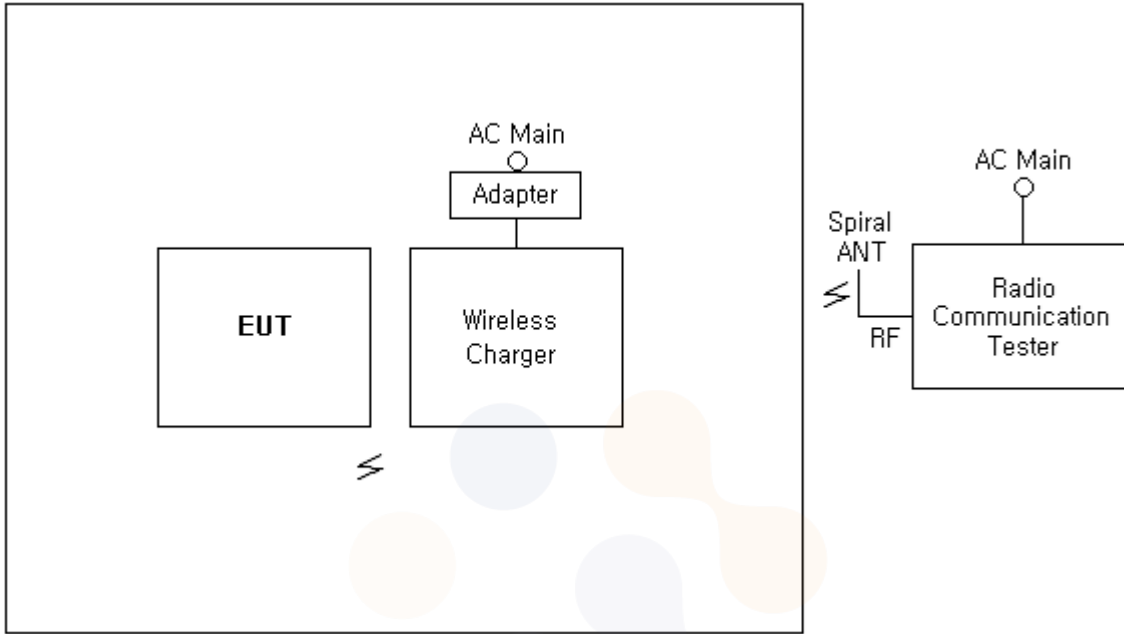 AC Main
Adapter
EUT
Wireless
Charger
AC Main
Spiral
ANT
RF
Radio
Communication
Tester